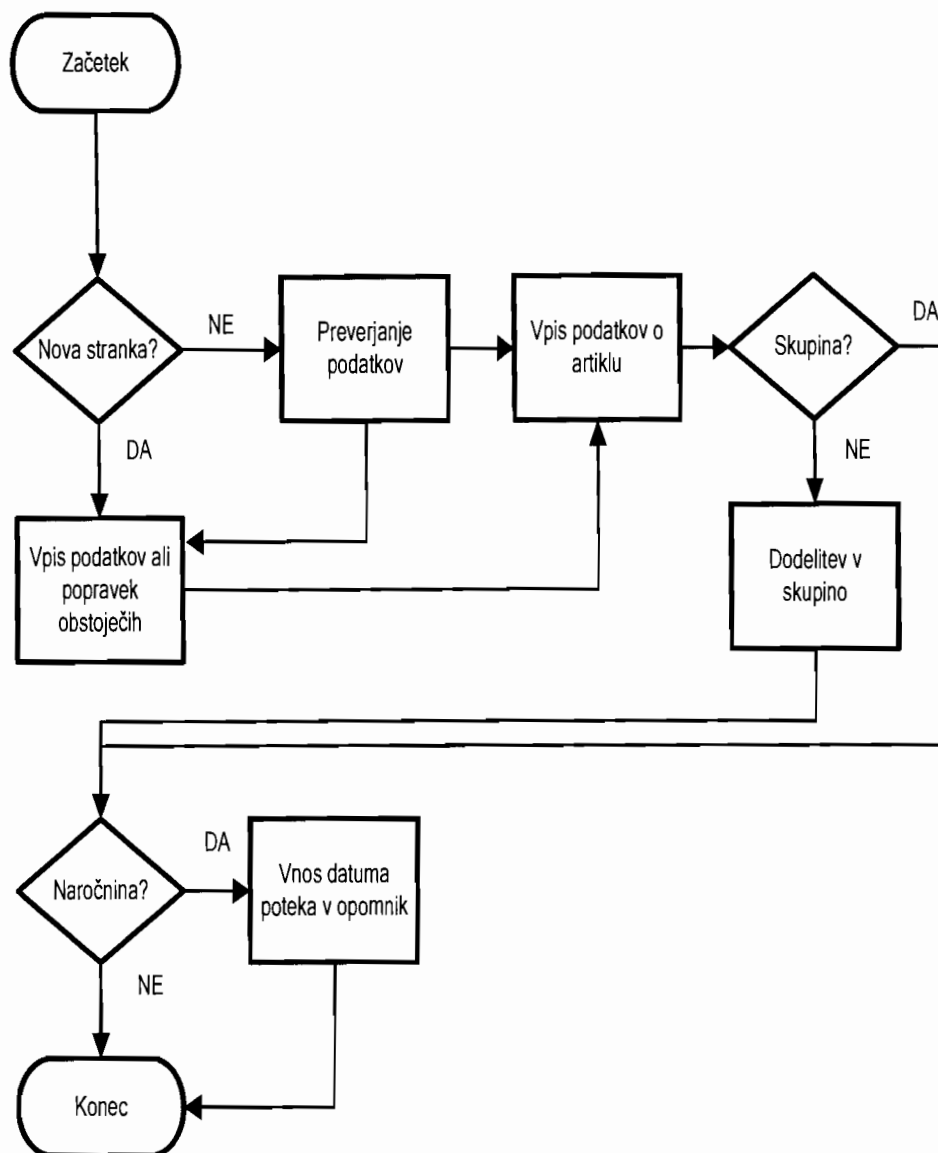 Začetek
Nova stranka?
NE
Preverjanje
podatkov
Vpis podatkov o
artiklu
Skupina?
DA
DA
NE
Vpis podatkov ali
popravek
obstoječih
Dodelitev v
skupino
Naročnina?
DA
Vnos datuma
poteka v opomnik
NE
Konec